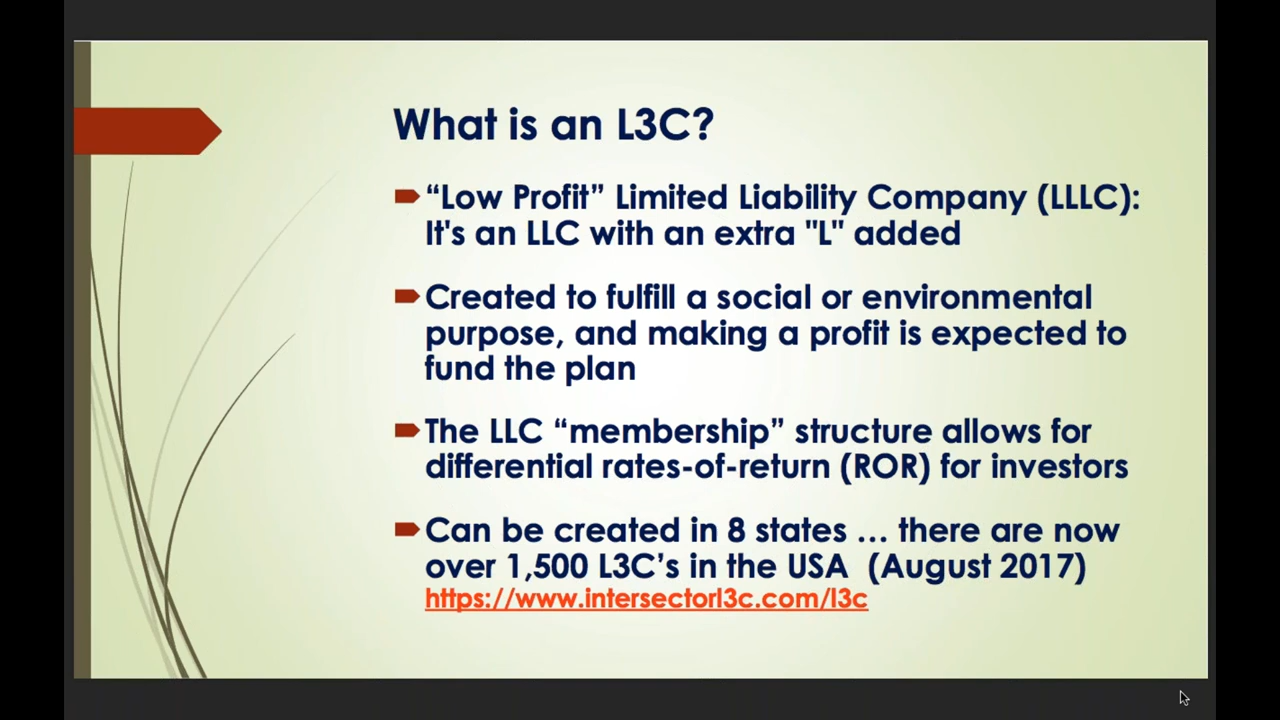 What is an L3C?
“Low Profit” Limited Liability Company (LLLC):
It's an LLC with an extra "L" added
Created to fulfill a social or environmental
purpose, and making a profit is expected to
fund the plan
The LLC “membership” structure allows for
differential rates-of-return (ROR) for investors
Can be created in 8 states … there are now
over 1,500 L3C’s in the USA  (August 2017)
https://www.intersectorl3c.com/l3c